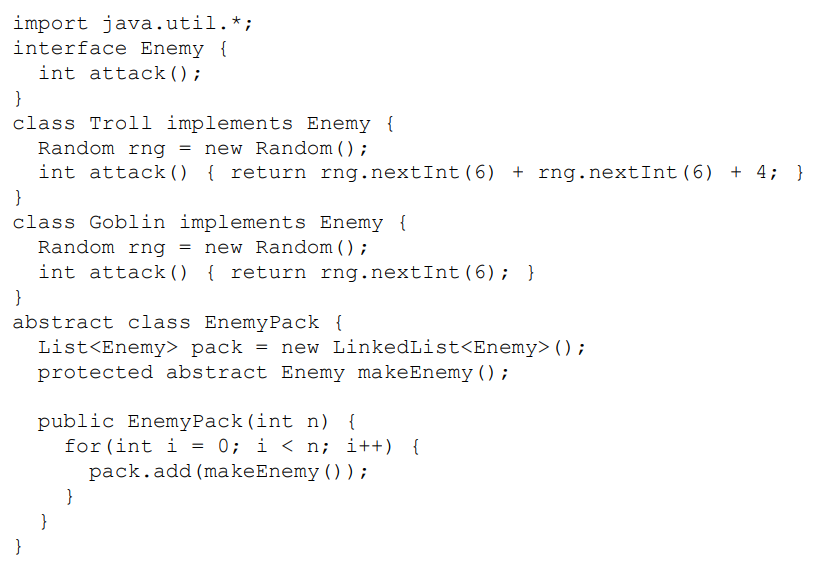 import java.util.*;
interface Enemy {
  int attack();
}
class Troll implements Enemy {
  Random rng = new Random();
  int attack() { return rng.nextInt(6) + rng.nextInt(6) + 4; }
}
class Goblin implements Enemy {
  Random rng = new Random();
  int attack() { return rng.nextInt(6); }
}
abstract class EnemyPack {
  List<Enemy> pack = new LinkedList<Enemy>();
  protected abstract Enemy makeEnemy();

  public EnemyPack(int n) {
    for(int i = 0; i < n; i++) {
      pack.add(makeEnemy());
    }
  }
}